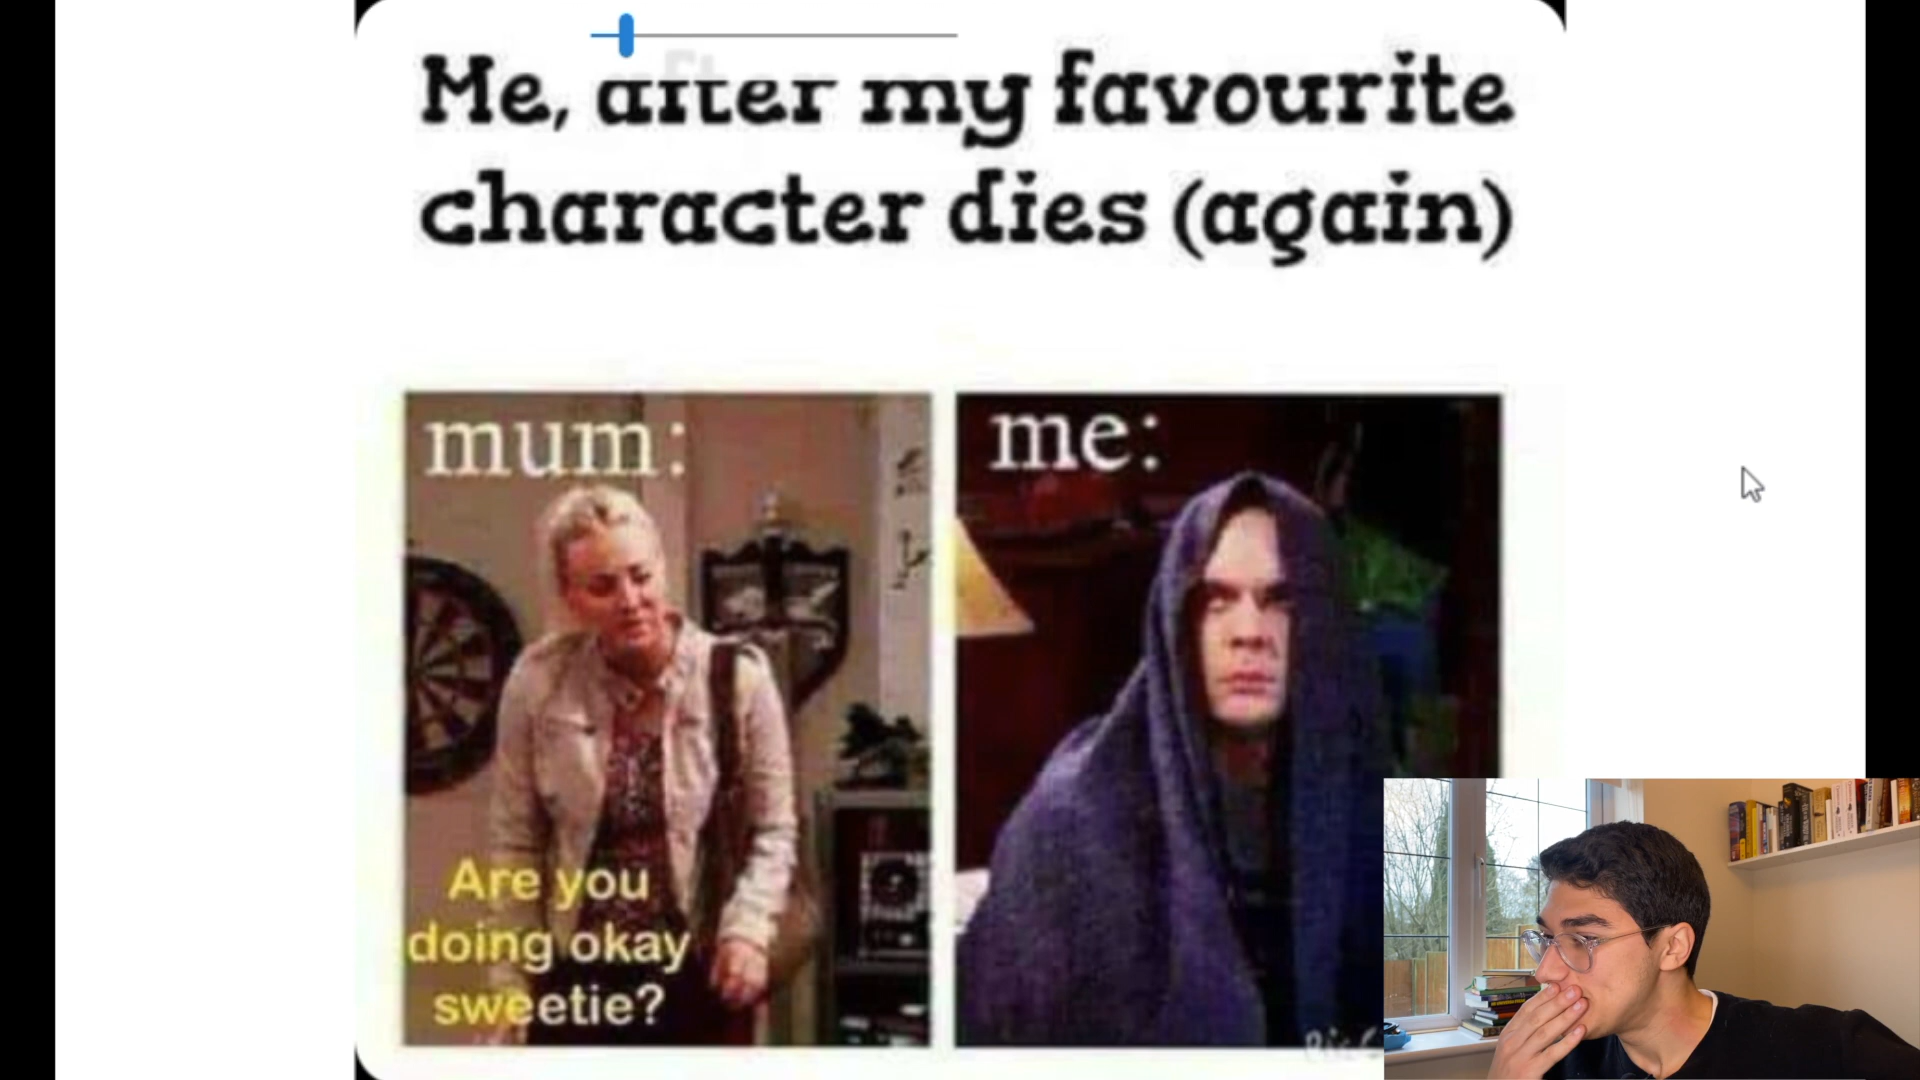 Me, after my favourite
character dies (again)
mum:
me:
Are you
doing okay
sweetie?